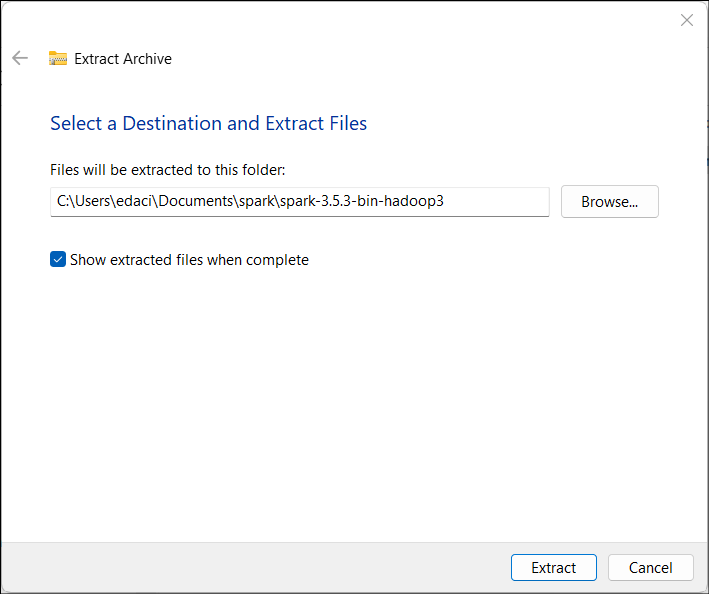 Extract Archive
Select a Destination and Extract Files
Files will be extracted to this folder:
C:\Users\edaci\Documents\spark\spark-3.5.3-bin-hadoop3
Browse...
Show extracted files when complete
Extract
Cancel